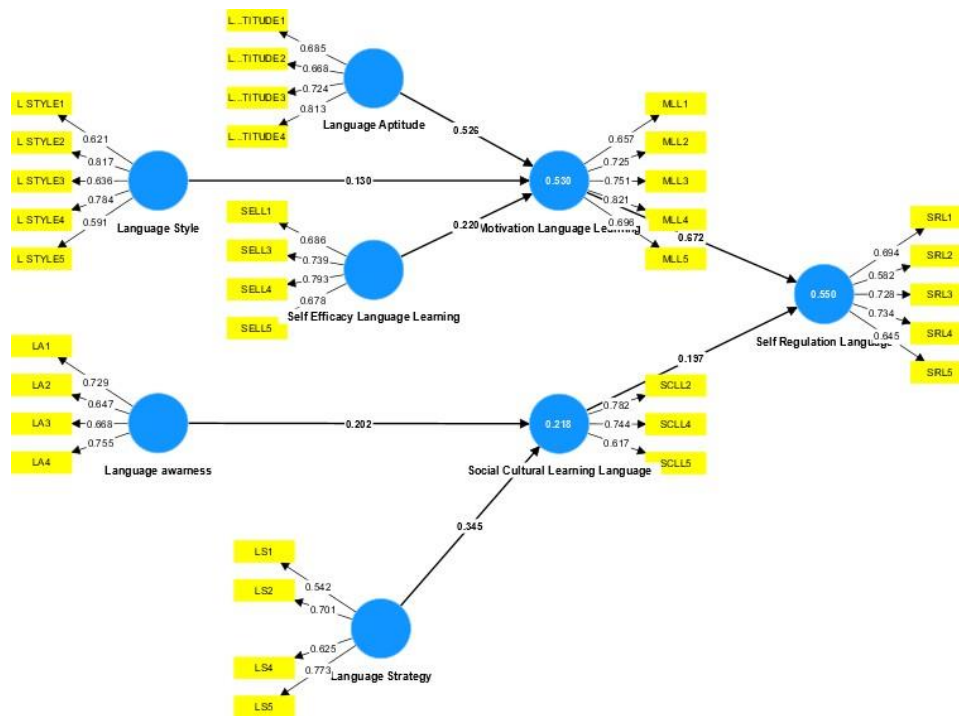 L...TITUDE1
0.685
L...TITUDE2
0.668
L...TITUDE3
0.724
L...TITUDE4
0.813
Language Aptitude
0.526
L STYLE1
0.621
L STYLE2
0.817
L STYLE3
0.636
L STYLE4
0.784
L STYLE5
0.591
Language Style
0.130
SELL1
0.686
SELL3
0.739
SELL4
0.793
SELL5
0.678
Self Efficacy Language Learning
0.220
0.530
Motivation Language Learning
MLL1
0.657
MLL2
0.725
MLL3
0.751
MLL4
0.821
MLL5
0.696
0.672
0.550
Self Regulation Language
SRL1
0.694
SRL2
0.582
SRL3
0.728
SRL4
0.734
SRL5
0.645
0.197
LA1
0.729
LA2
0.647
LA3
0.668
LA4
0.755
Language awarness
0.202
0.218
Social Cultural Learning Language
SCLL2
0.782
SCLL4
0.744
SCLL5
0.617
0.345
LS1
0.542
LS2
0.701
LS4
0.625
LS5
0.773
Language Strategy